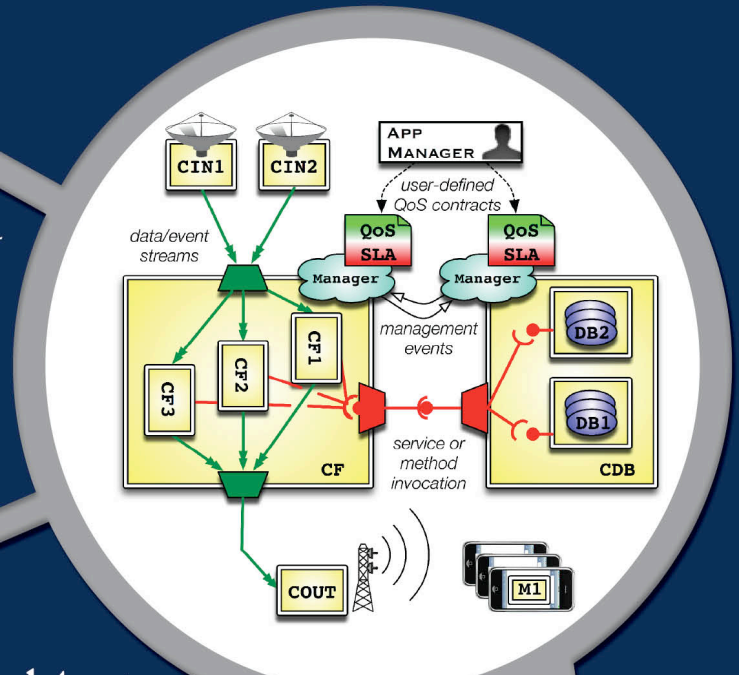 APP
MANAGER
CIN1
CIN2
user-defined
QoS contracts
data/event
streams
QoS
SLA
QoS
SLA
Manager
Manager
management
events
CF1
CF2
CF3
DB2
DB1
service or
method
invocation
CF
CDB
COUT
M1